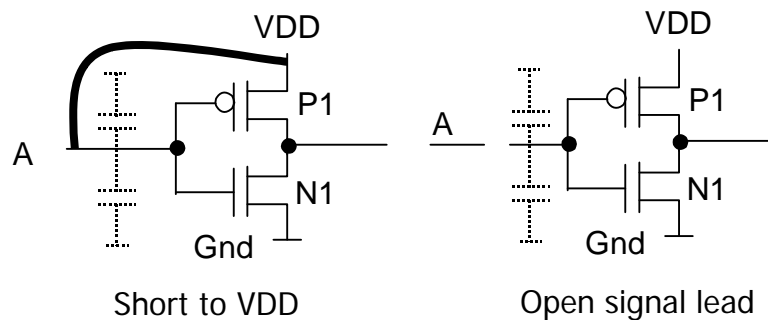 VDD
P1
A
N1
Gnd
Short to VDD
VDD
P1
A
N1
Gnd
Open signal lead